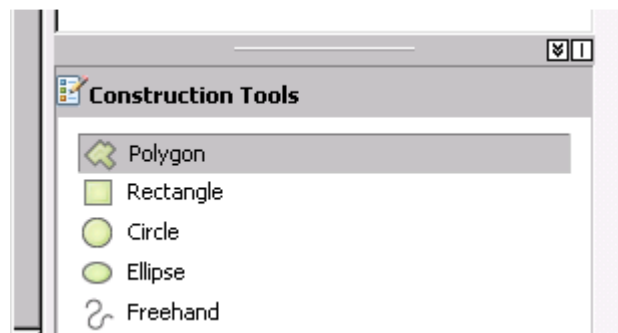 Construction Tools
Polygon
Rectangle
Circle
Ellipse
Freehand